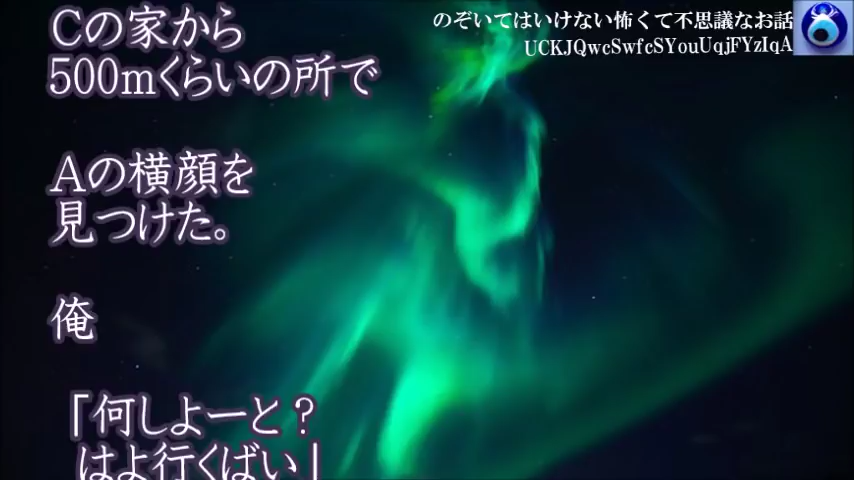 のぞいてはいけない怖くて不思議なお話
UCKJQwcSwfcSYouUqjFYzIqA
Cの家から
500mくらいの所で
Aの横顔を
見つけた。
俺
「何しよーと？
はよ行くばい」